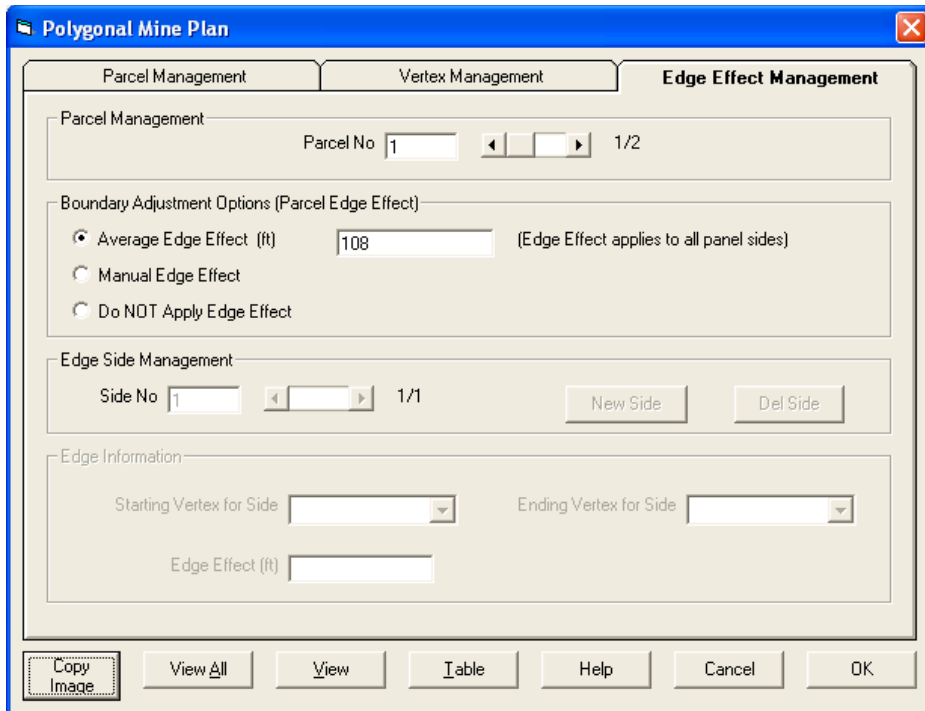 Polygonal Mine Plan
Parcel Management Vertex Management Edge Effect Management
Parcel Management
Parcel No 1 1/2
Boundary Adjustment Options (Parcel Edge Effect)
Average Edge Effect (ft) 108 (Edge Effect applies to all panel sides)
Manual Edge Effect
Do NOT Apply Edge Effect
Edge Side Management
Side No 1 1/1 New Side Del Side
Edge Information
Starting Vertex for Side Ending Vertex for Side
Edge Effect (ft)
Copy Image View All View Table Help Cancel OK